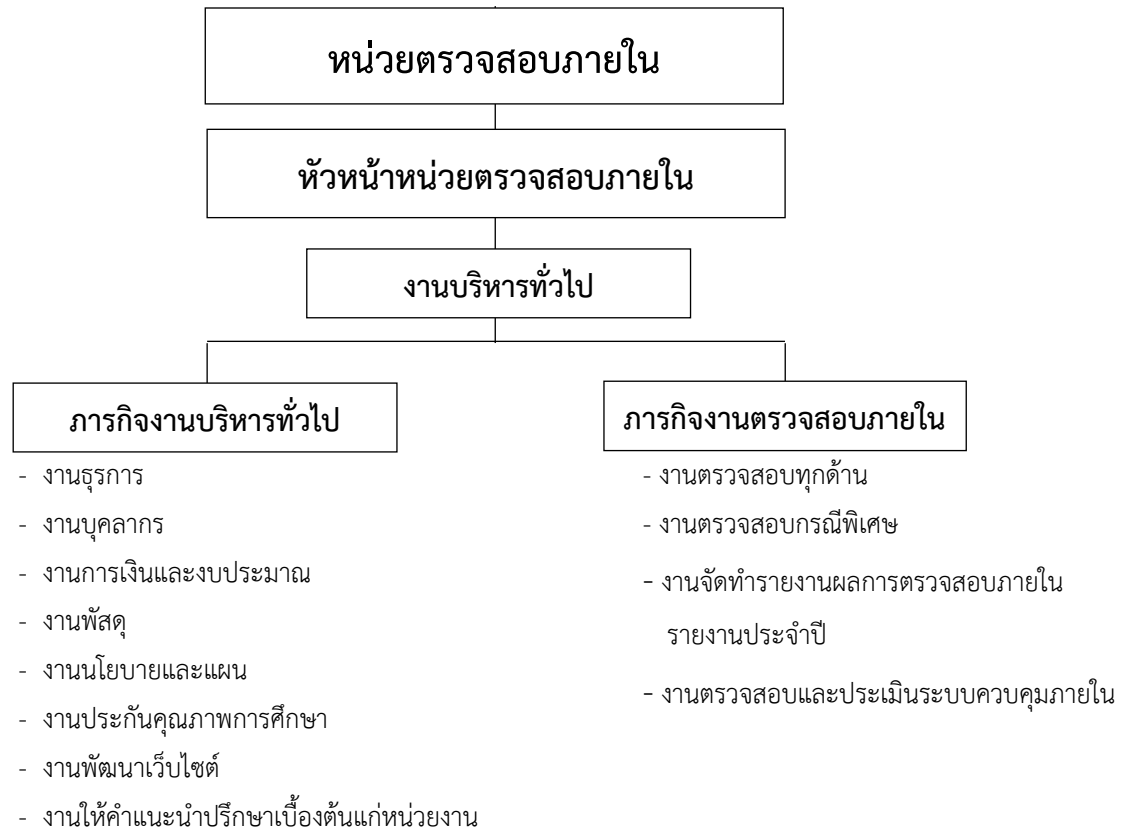 หน่วยตรวจสอบภายใน
หัวหน้าหน่วยตรวจสอบภายใน
งานบริหารทั่วไป
ภารกิจงานบริหารทั่วไป
- งานธุรการ
- งานบุคลากร
- งานการเงินและงบประมาณ
- งานพัสดุ
- งานนโยบายและแผน
- งานประกันคุณภาพการศึกษา
- งานพัฒนาเว็บไซต์
- งานให้คำแนะนำปรึกษาเบื้องต้นแก่หน่วยงาน
ภารกิจงานตรวจสอบภายใน
- งานตรวจสอบทุกด้าน
- งานตรวจสอบกรณีพิเศษ
- งานจัดทำรายงานผลการตรวจสอบภายใน
รายงานประจำปี
- งานตรวจสอบและประเมินระบบควบคุมภายใน